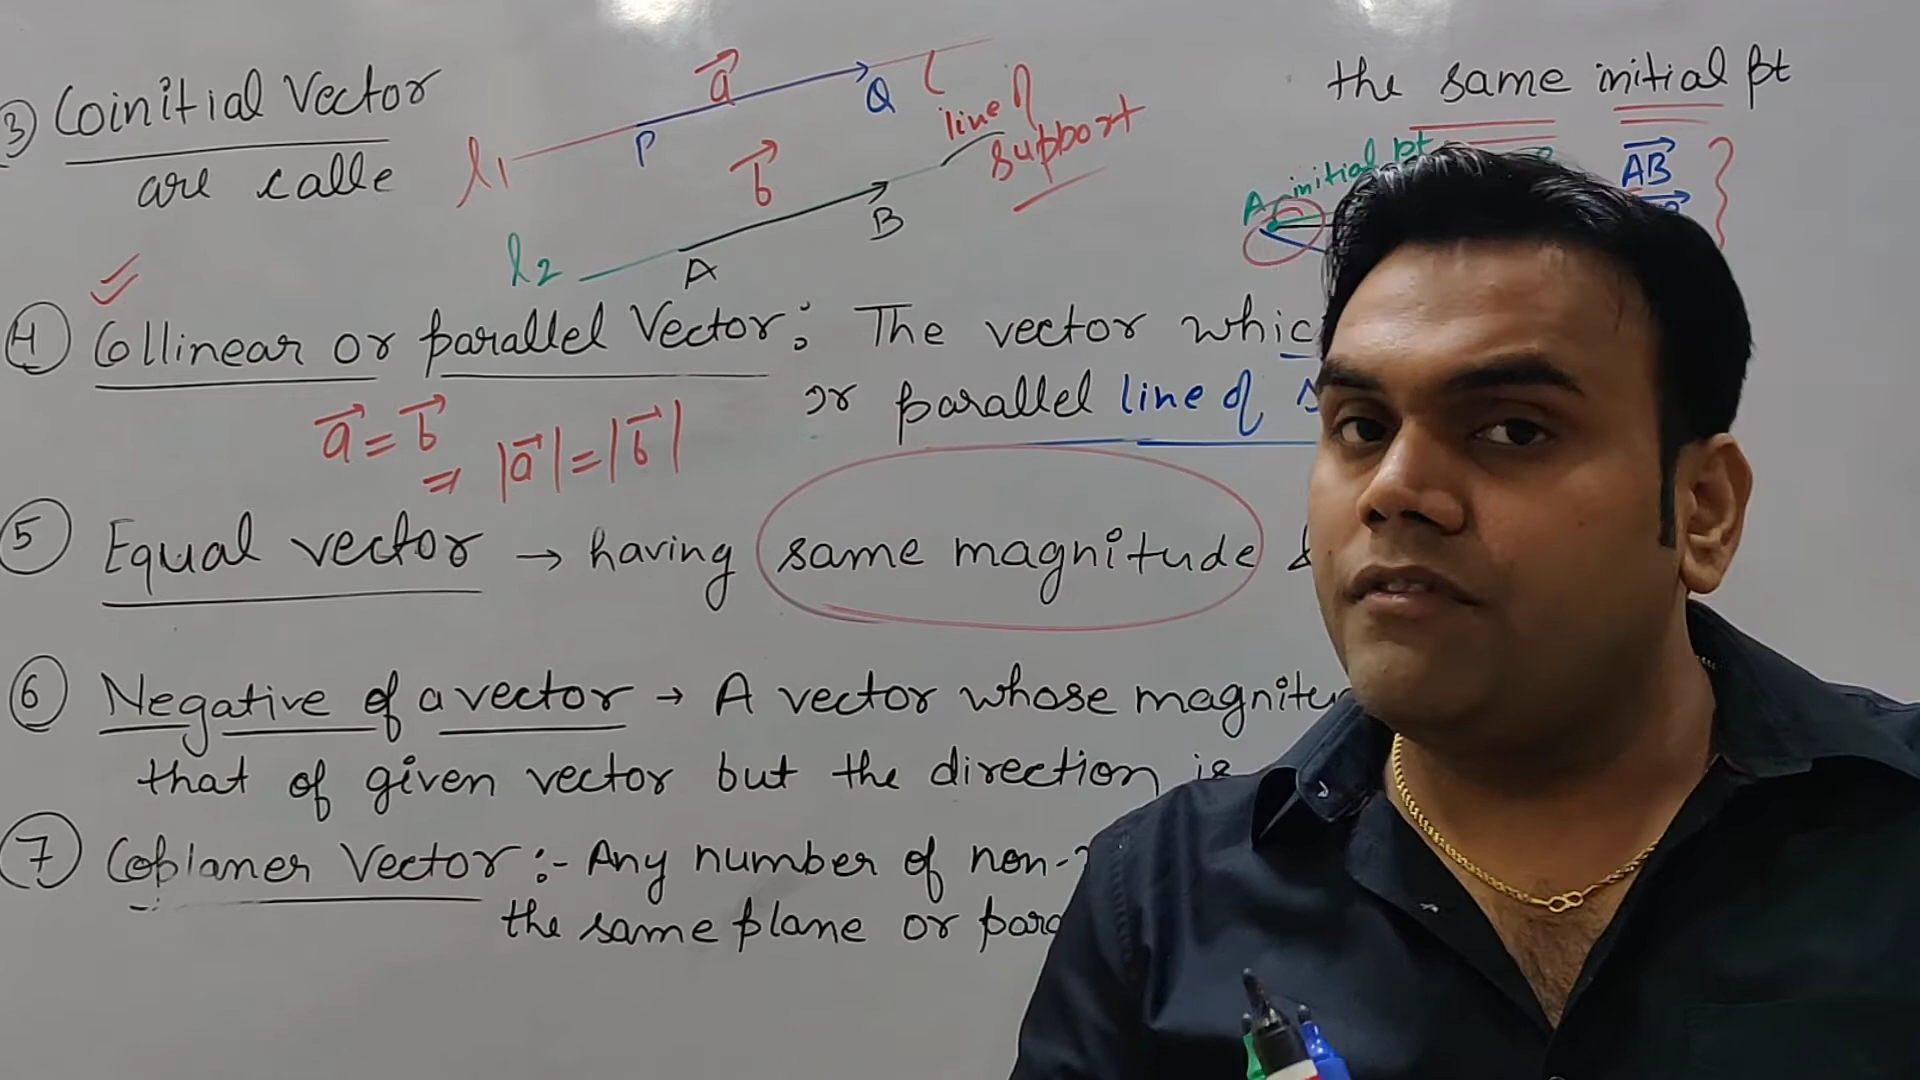 ③ Coinitial Vector
are calle
a⃗
P
Q
l₁
line of
support
b⃗
A
B
l₂
the same initial pt
A initial pt
AB⃗
④ Collinear or parallel Vector : The vector whic
or parallel line of
a⃗ = b⃗
⇒ |a⃗| = |b⃗|
⑤ Equal vector → having same magnitude &
⑥ Negative of a vector → A vector whose magnitu
that of given vector but the direction is
⑦ Coplaner Vector :- Any number of non-
the same plane or para